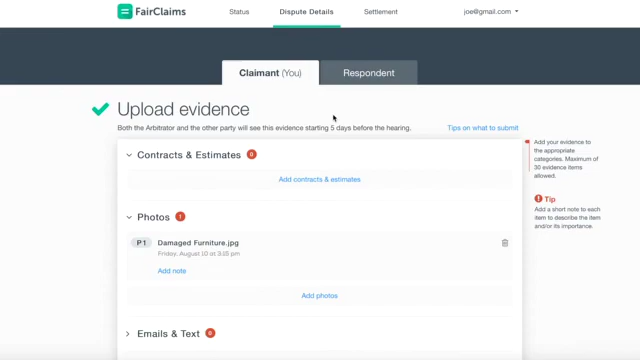 FairClaims
Status
Dispute Details
Settlement
joe@gmail.com
Claimant (You)
Respondent
Upload evidence
Both the Arbitrator and the other party will see this evidence starting 5 days before the hearing.
Tips on what to submit
Add your evidence to
the appropriate
categories. Maximum of
30 evidence items
allowed.
Tip
Add a short note to each
item to describe the item
and/or its importance.
Contracts & Estimates 0
Add contracts & estimates
Photos 1
P1 Damaged Furniture.jpg
Friday, August 10 at 3:15 pm
Add note
Add photos
Emails & Text 0